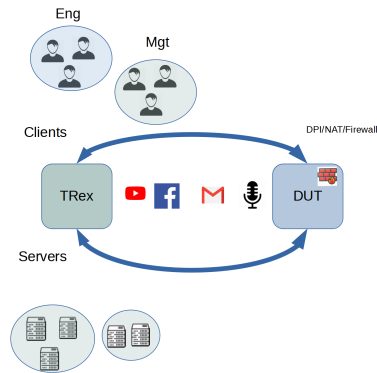 Eng
Mgt
Clients
DPI/NAT/Firewall
TRex
DUT
Servers